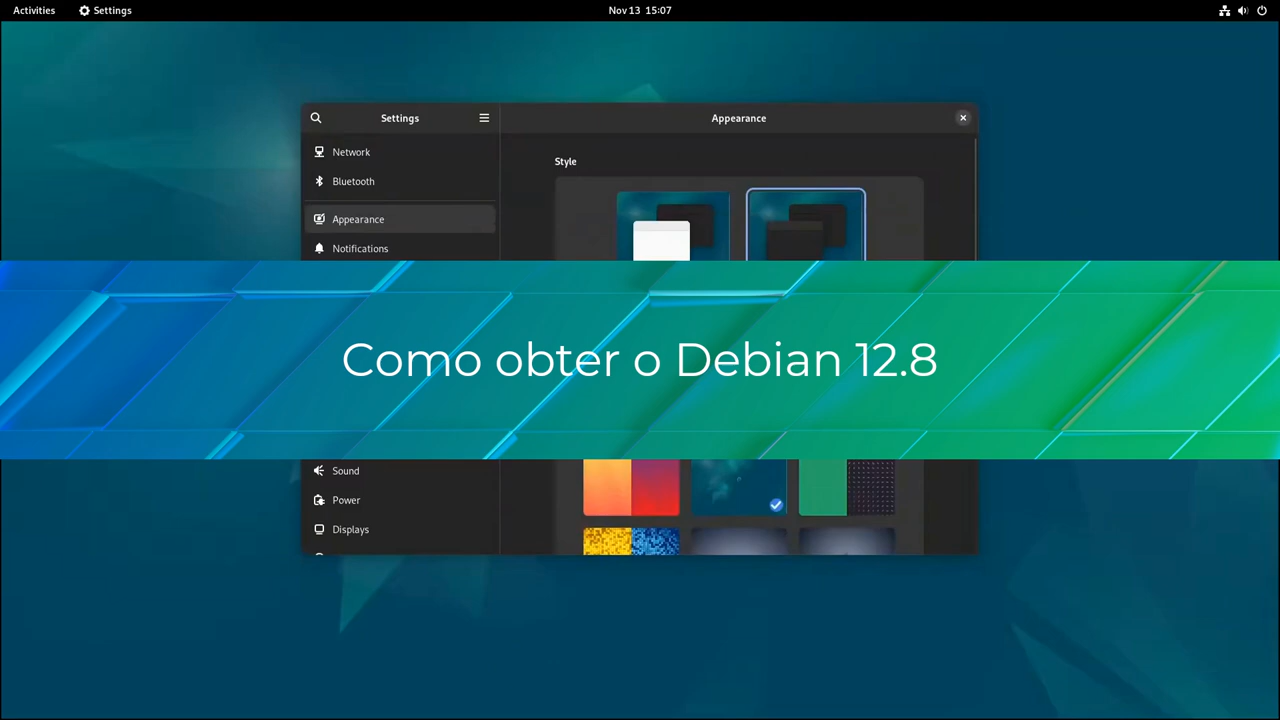 Activities
Settings
Nov 13 15:07
Settings
Appearance
Network
Bluetooth
Appearance
Notifications
Style
Como obter o Debian 12.8
Sound
Power
Displays